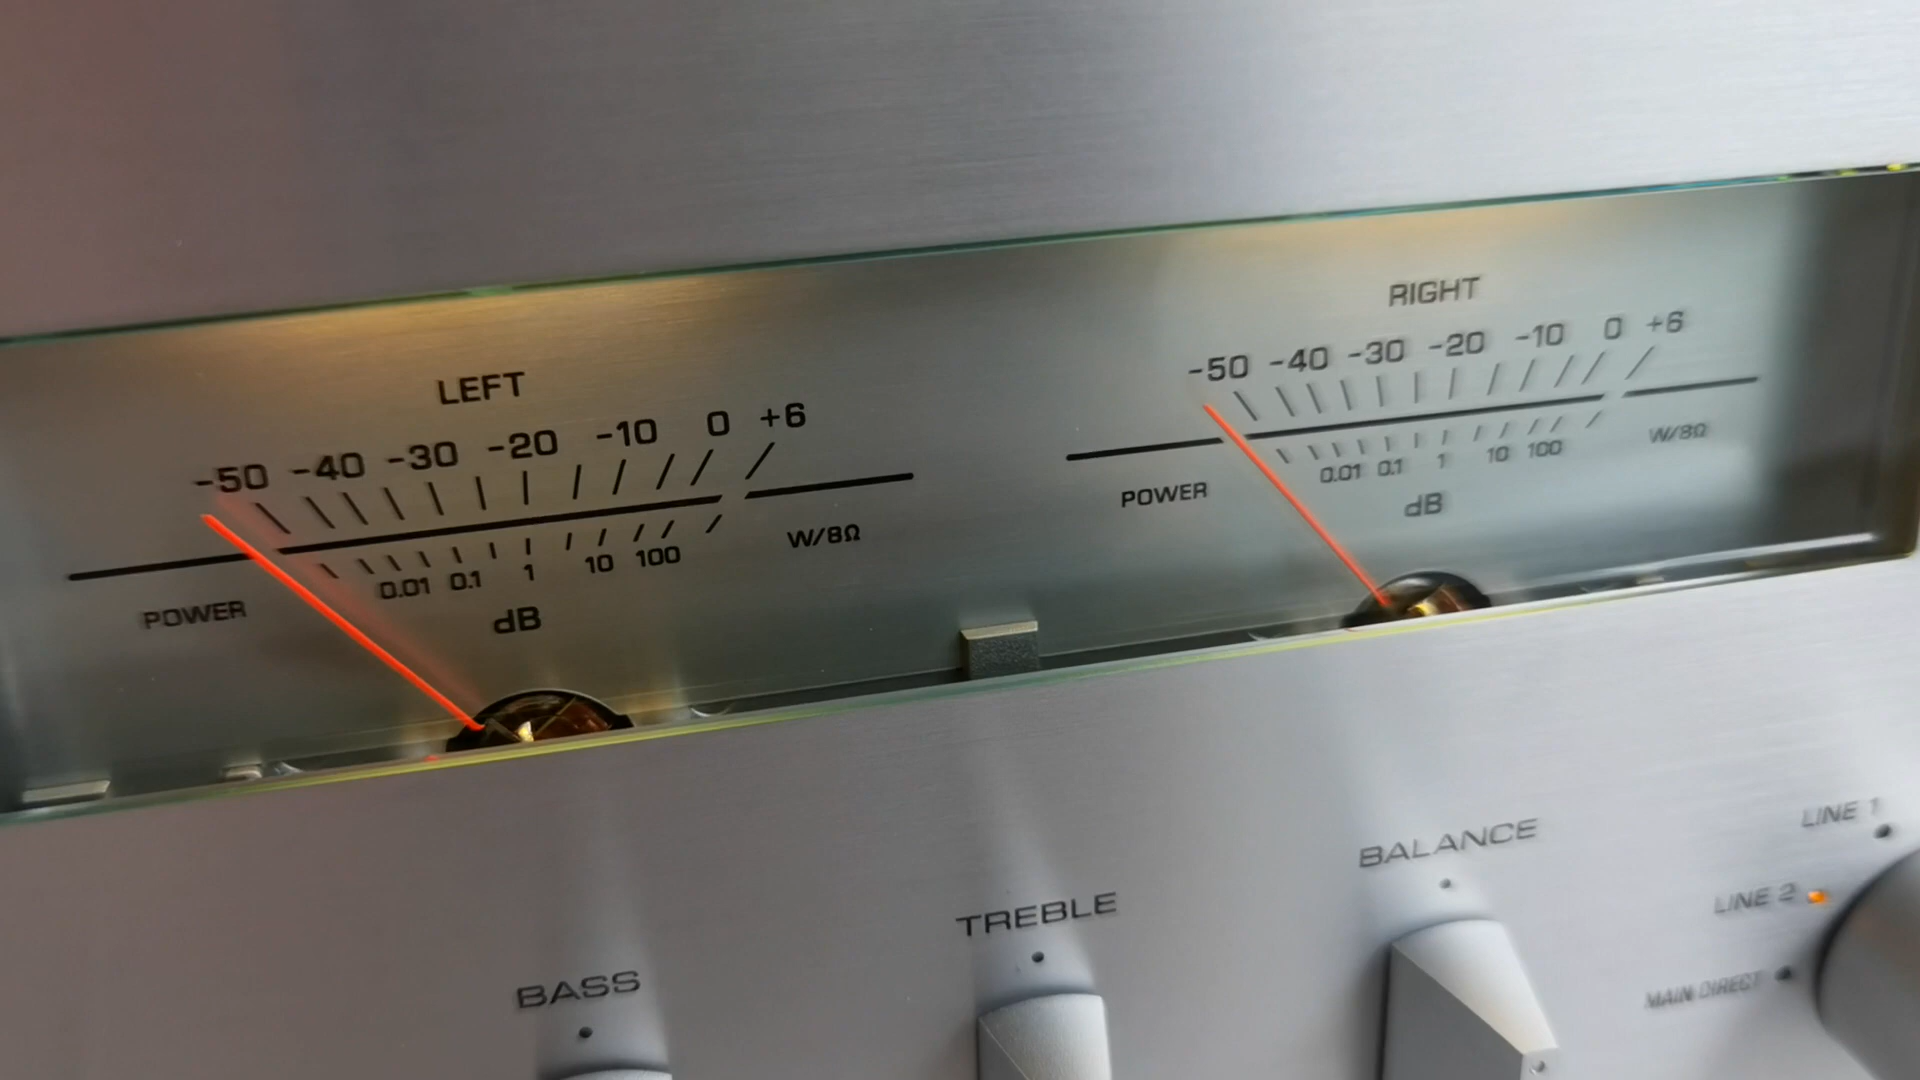 LEFT
-50 -40 -30 -20 -10 0 +6
0.01 0.1 1 10 100
POWER
W/8Ω
dB
RIGHT
-50 -40 -30 -20 -10 0 +6
0.01 0.1 1 10 100
POWER
W/8Ω
dB
BASS
TREBLE
BALANCE
LINE 1
LINE 2
MAIN DIRECT